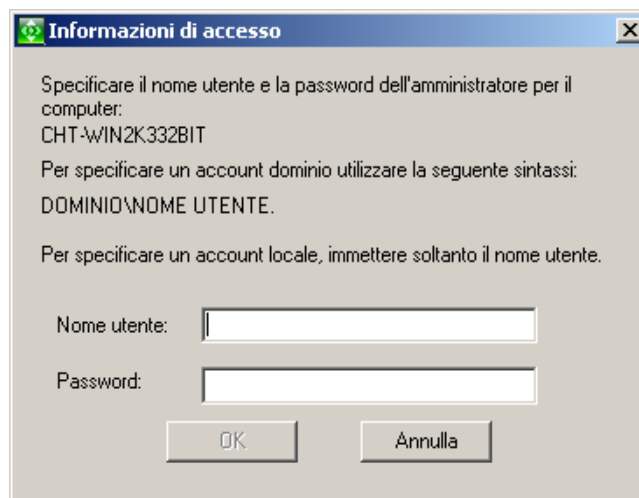 Informazioni di accesso
Specificare il nome utente e la password dell'amministratore per il
computer:
CHT-WIN2K332BIT
Per specificare un account dominio utilizzare la seguente sintassi:
DOMINIO\NOME UTENTE.
Per specificare un account locale, immettere soltanto il nome utente.
Nome utente:
Password:
OK Annulla